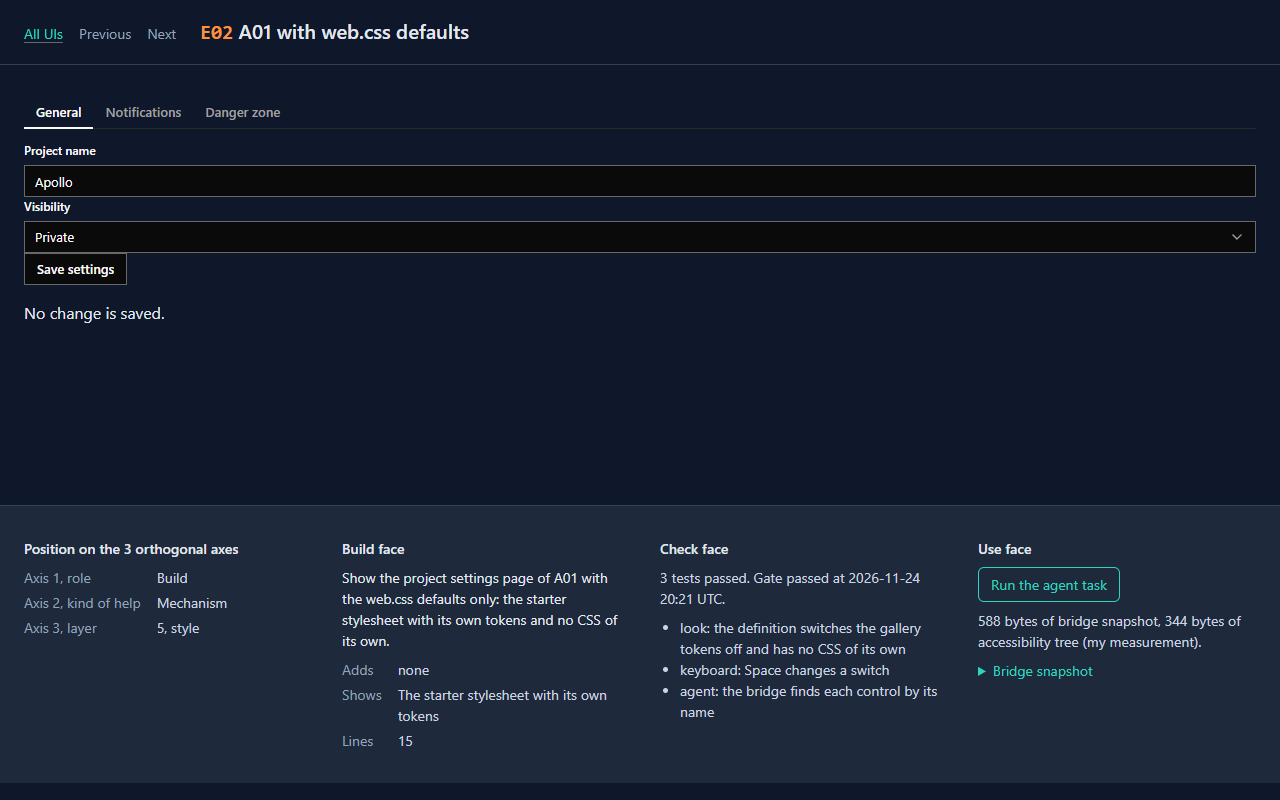 All UIs Previous Next E02 A01 with web.css defaults
General Notifications Danger zone
Project name
Apollo
Visibility
Private
Save settings
No change is saved.
Position on the 3 orthogonal axes
Axis 1, role Build
Axis 2, kind of help Mechanism
Axis 3, layer 5, style
Build face
Show the project settings page of A01 with
the web.css defaults only: the starter
stylesheet with its own tokens and no CSS of
its own.
Adds none
Shows The starter stylesheet with its own
tokens
Lines 15
Check face
3 tests passed. Gate passed at 2026-11-24
20:21 UTC.
• look: the definition switches the gallery
tokens off and has no CSS of its own
• keyboard: Space changes a switch
• agent: the bridge finds each control by its
name
Use face
Run the agent task
588 bytes of bridge snapshot, 344 bytes of
accessibility tree (my measurement).
▶ Bridge snapshot